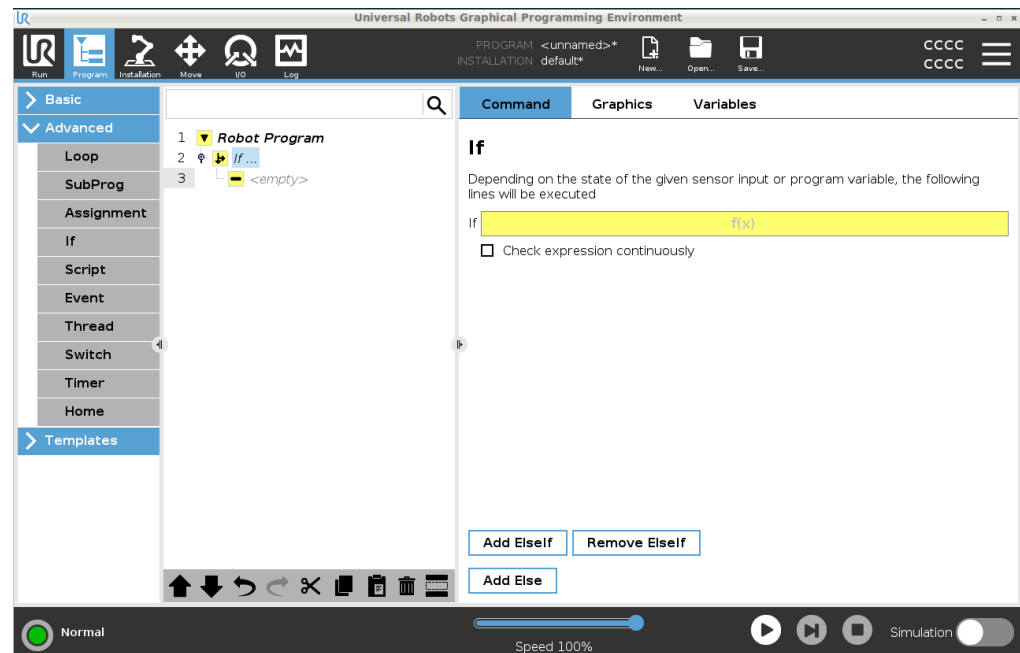 UR Universal Robots Graphical Programming Environment
UR
Run Program Installation Move I/O Log
PROGRAM <unnamed>*
INSTALLATION default*
New... Open... Save...
CCCC
CCCC
Basic
Advanced
Loop
SubProg
Assignment
If
Script
Event
Thread
Switch
Timer
Home
Templates
1 Robot Program
2 If ...
3 <empty>
Command Graphics Variables
If
Depending on the state of the given sensor input or program variable, the following
lines will be executed
If f(x)
Check expression continuously
Add ElseIf Remove ElseIf
Add Else
Normal
Speed 100%
Simulation